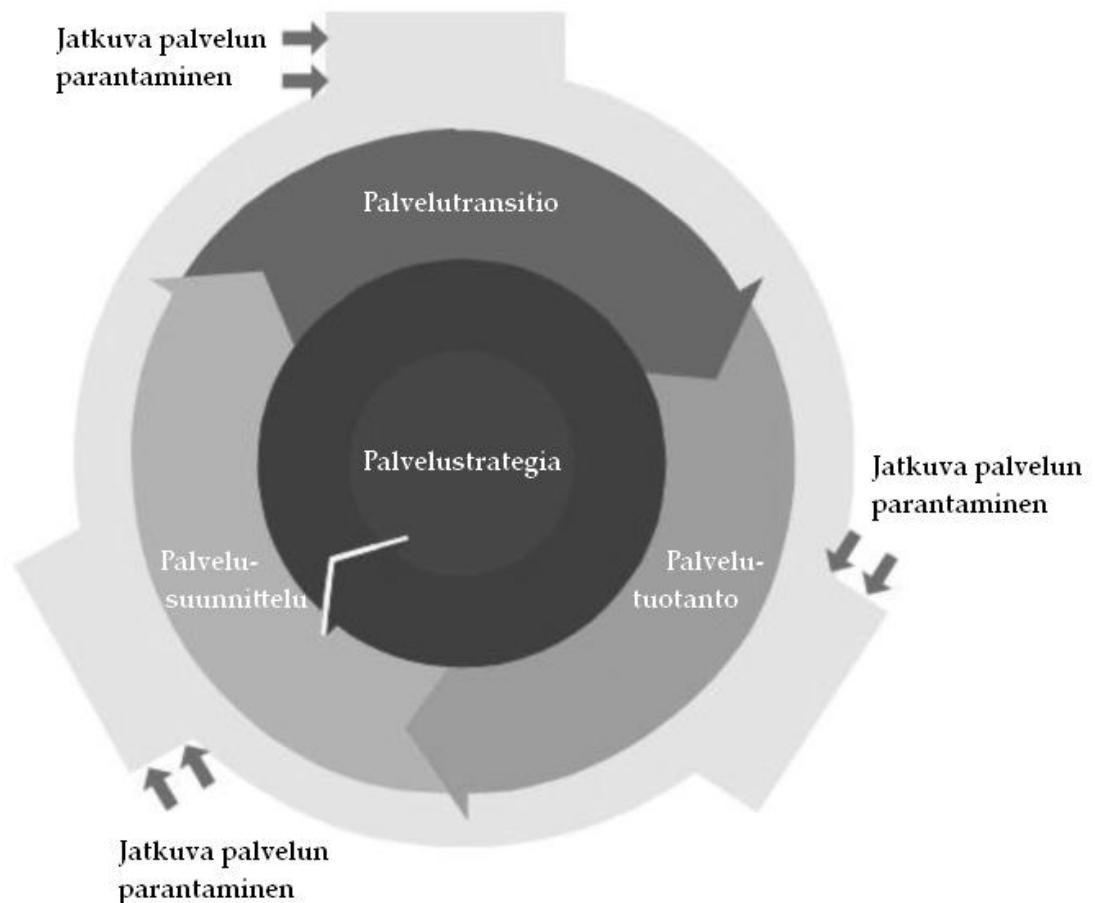 Jatkuva palvelun
parantaminen
Palvelutransitio
Palvelustrategia
Jatkuva palvelun
parantaminen
Palvelu-
suunnittelu
Palvelu-
tuotanto
Jatkuva palvelun
parantaminen